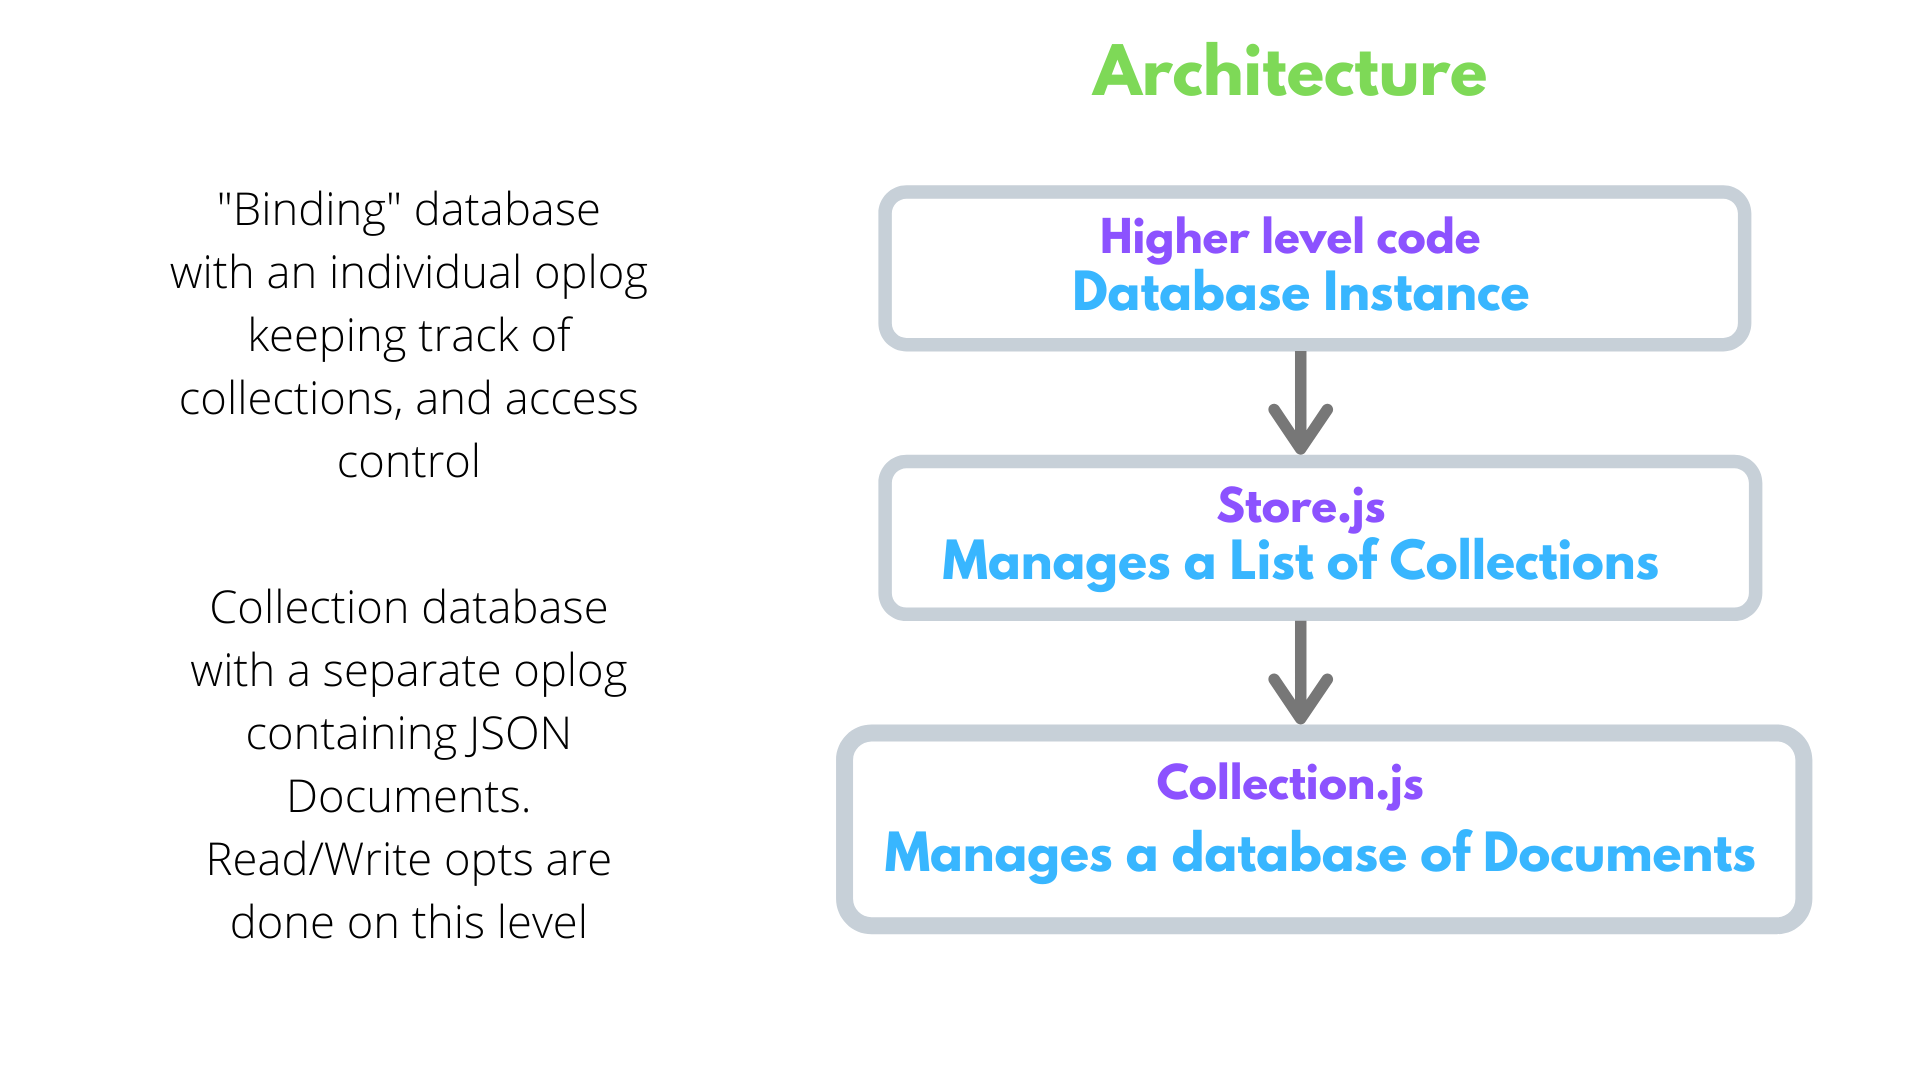 Architecture
"Binding" database
with an individual oplog
keeping track of
collections, and access
control
Collection database
with a separate oplog
containing JSON
Documents.
Read/Write opts are
done on this level
Higher level code
Database Instance
Store.js
Manages a List of Collections
Collection.js
Manages a database of Documents